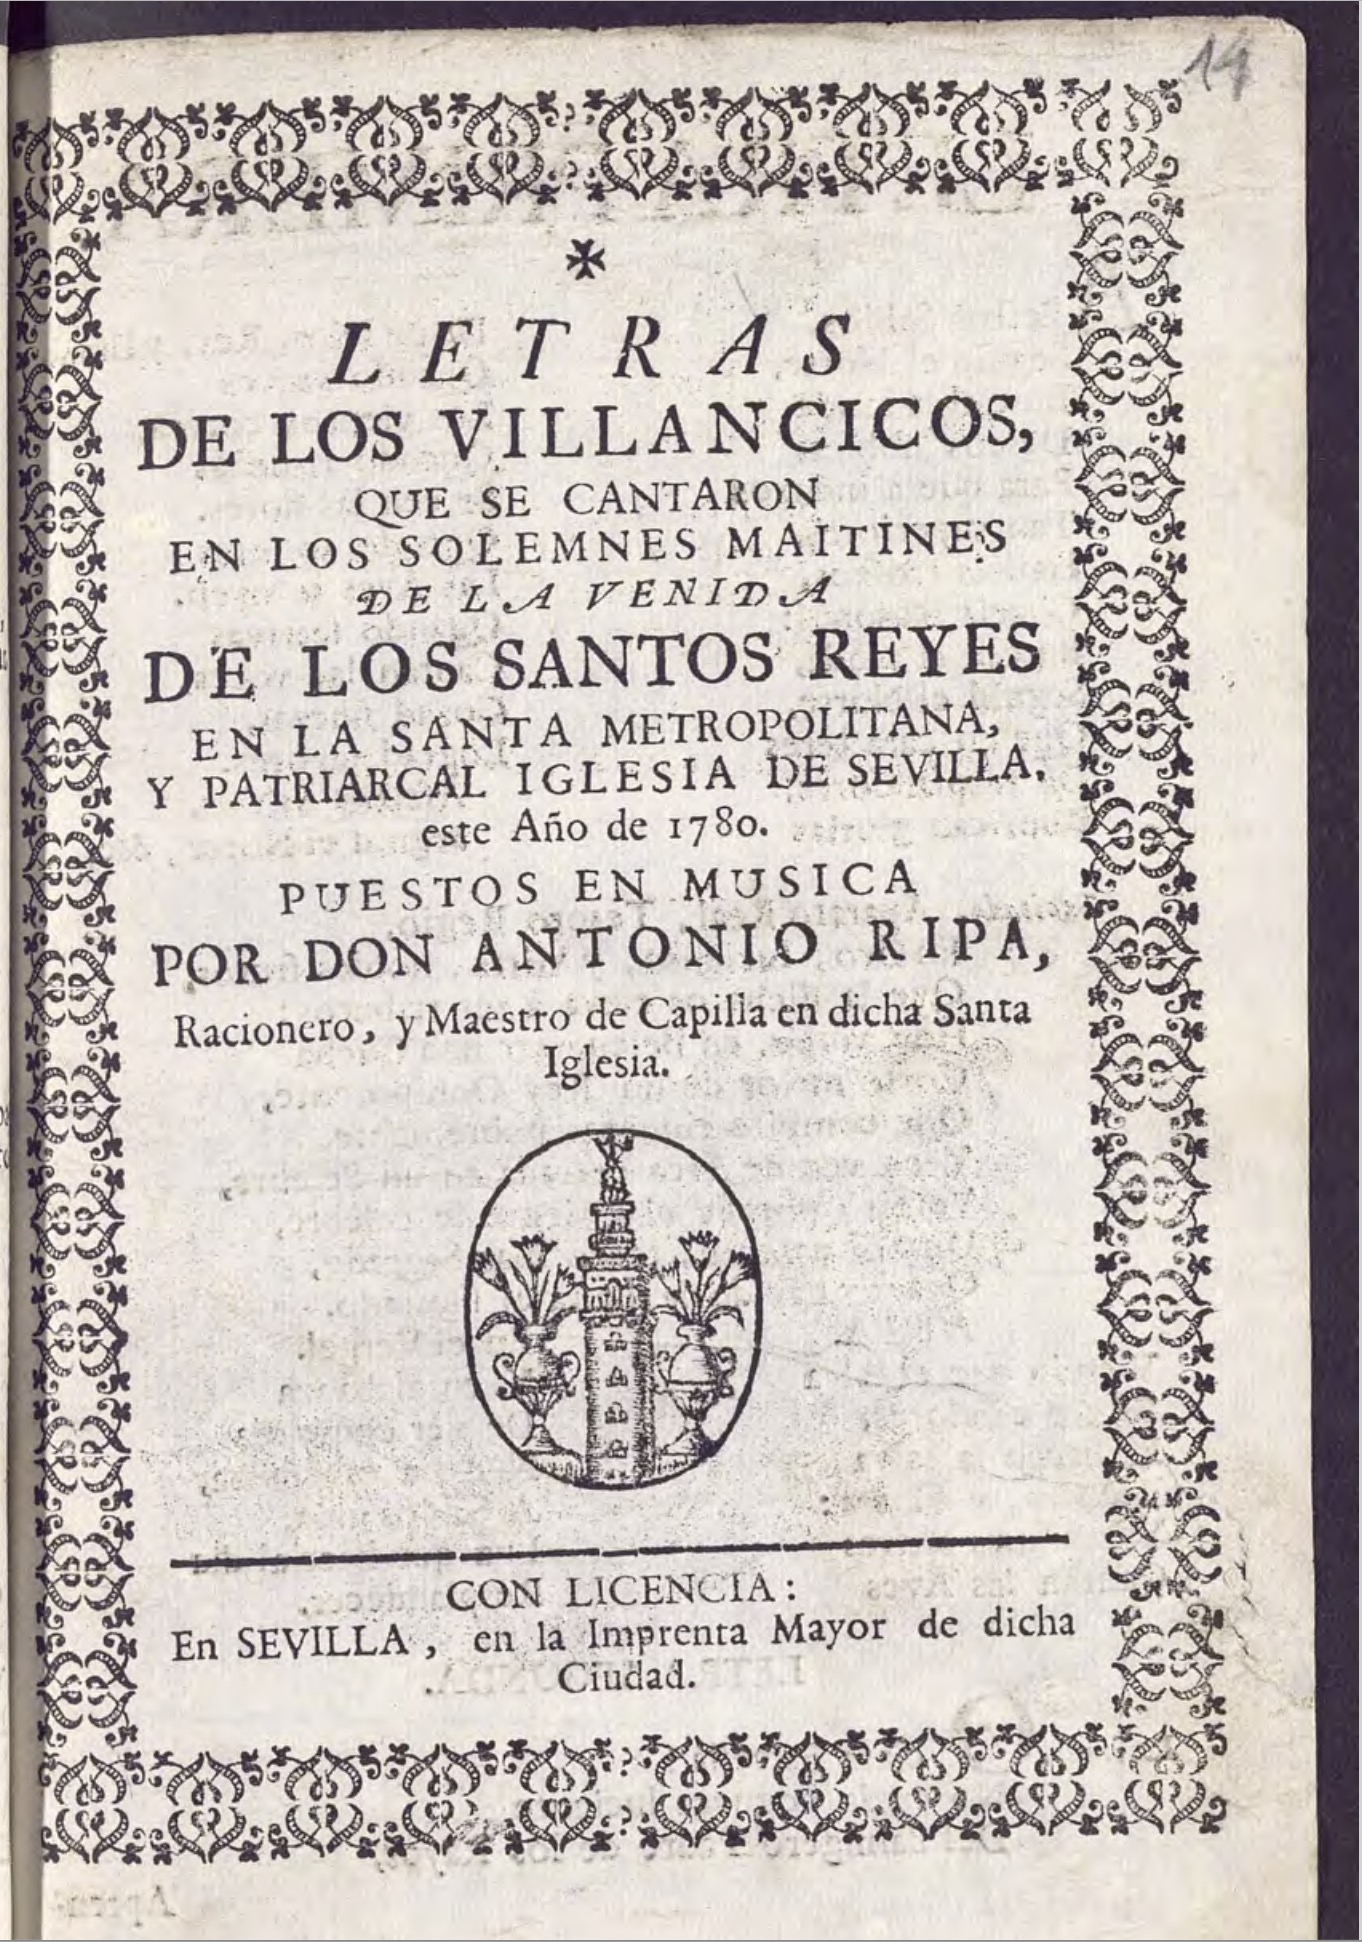 14
LETRAS
DE LOS VILLANCICOS,
QUE SE CANTARON
EN LOS SOLEMNES MAITINES
DE LA VENIDA
DE LOS SANTOS REYES
EN LA SANTA METROPOLITANA,
Y PATRIARCAL IGLESIA DE SEVILLA.
este Año de 1780.
PUESTOS EN MUSICA
POR DON ANTONIO RIPA,
Racionero, y Maestro de Capilla en dicha Santa
Iglesia.
CON LICENCIA:
En SEVILLA, en la Imprenta Mayor de dicha
Ciudad.